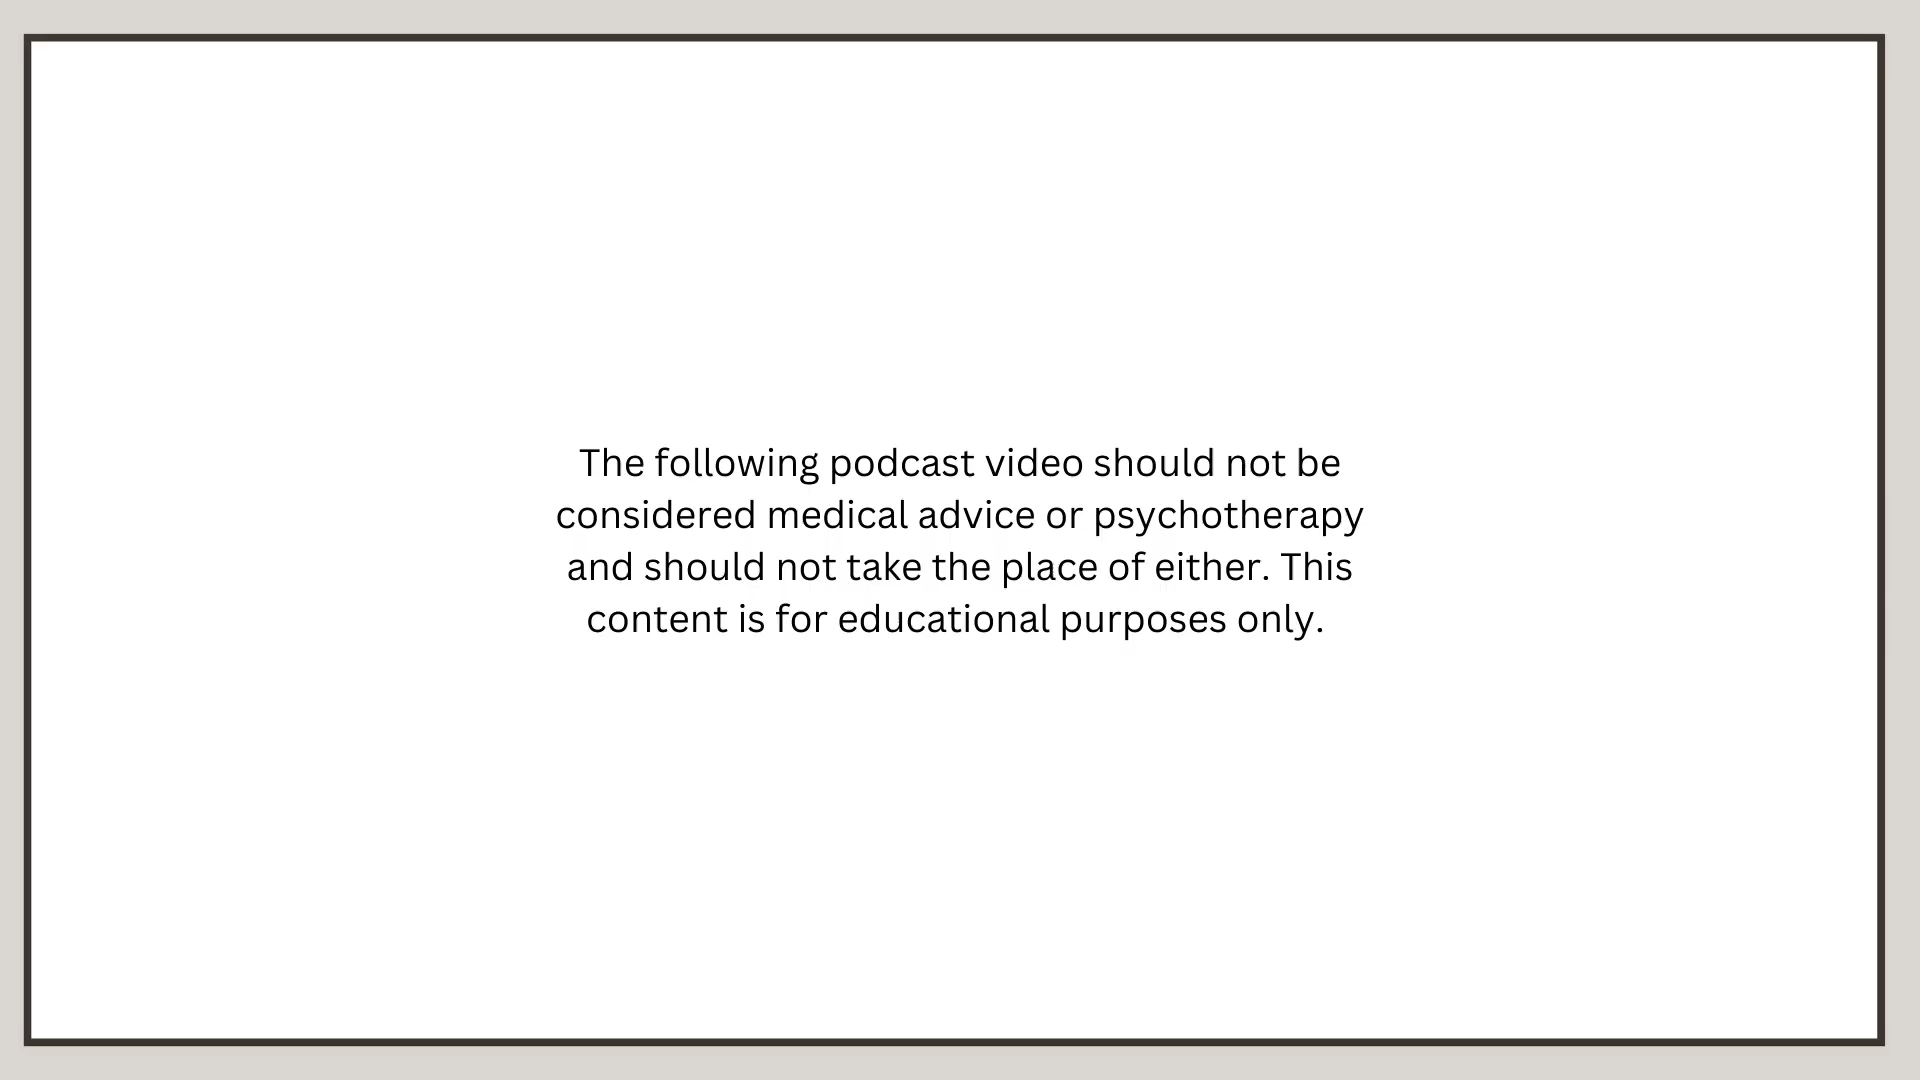 The following podcast video should not be
considered medical advice or psychotherapy
and should not take the place of either. This
content is for educational purposes only.